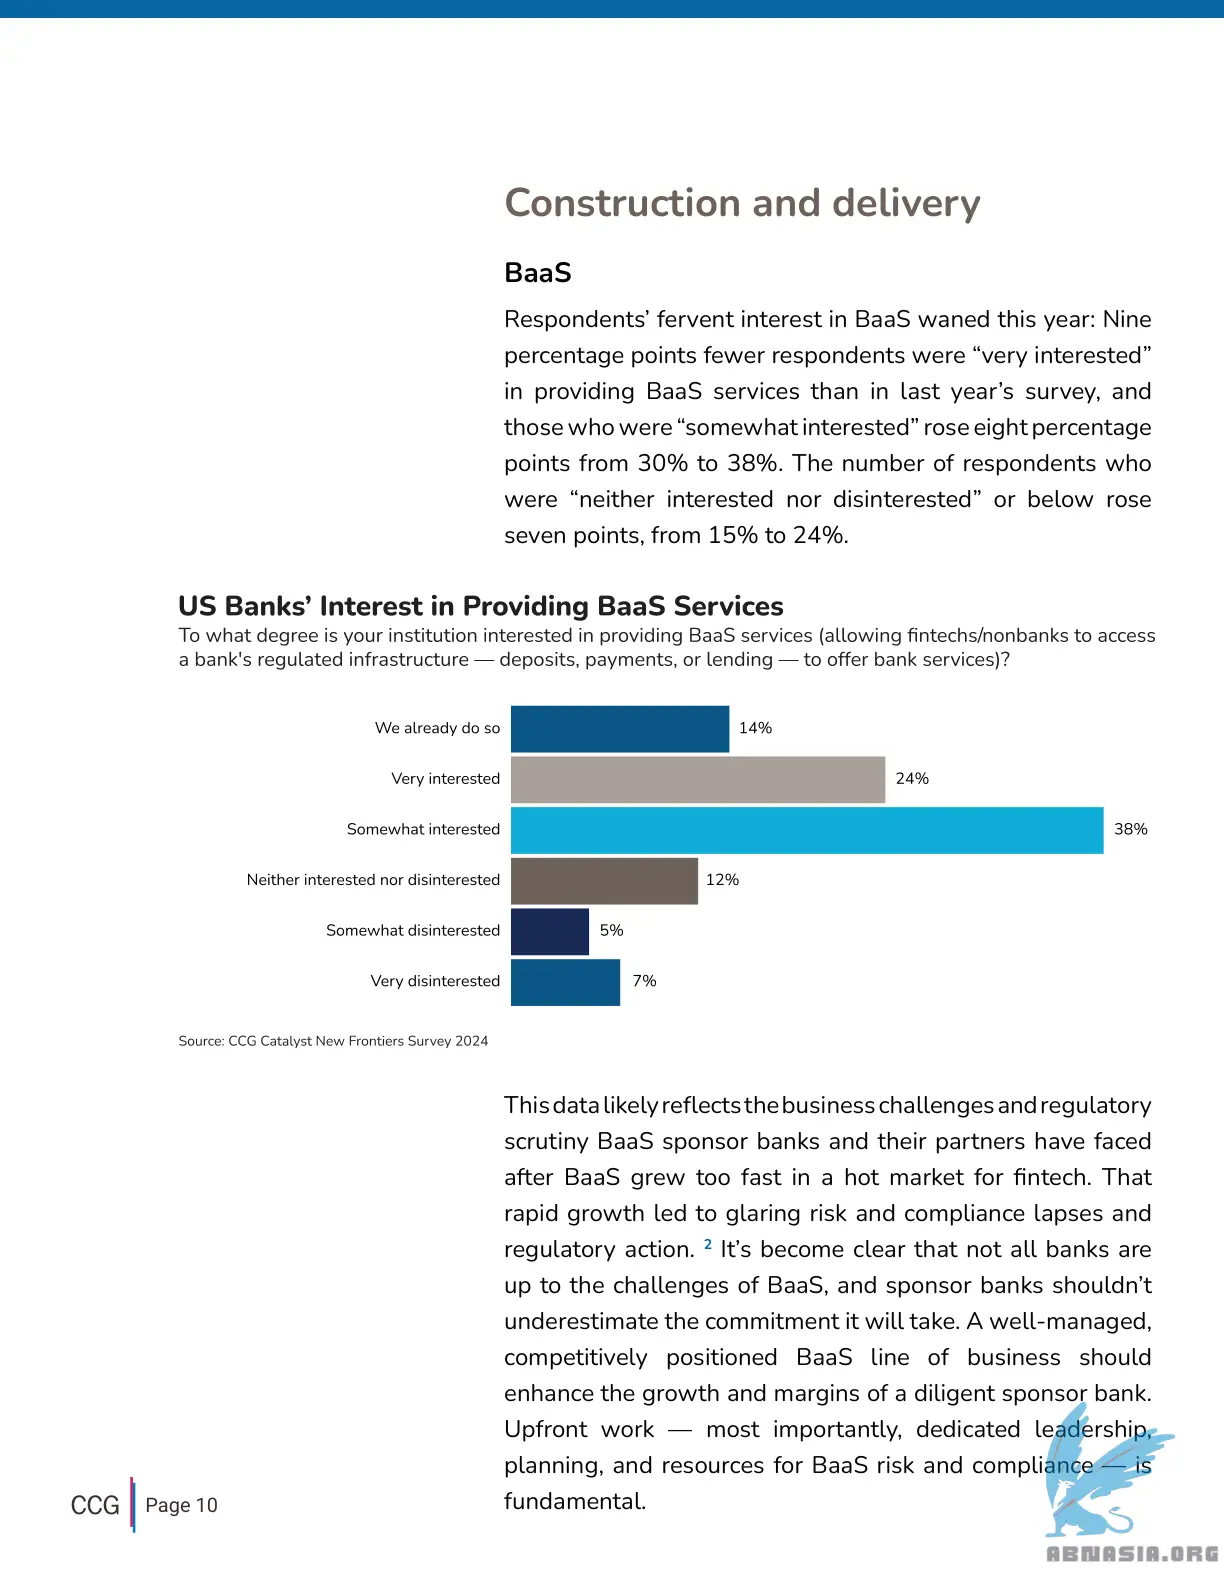 Construction and delivery
BaaS
Respondents’ fervent interest in BaaS waned this year: Nine
percentage points fewer respondents were “very interested”
in providing BaaS services than in last year’s survey, and
those who were “somewhat interested” rose eight percentage
points from 30% to 38%. The number of respondents who
were “neither interested nor disinterested” or below rose
seven points, from 15% to 24%.
US Banks’ Interest in Providing BaaS Services
To what degree is your institution interested in providing BaaS services (allowing fintechs/nonbanks to access
a bank's regulated infrastructure — deposits, payments, or lending — to offer bank services)?
We already do so 14%
Very interested 24%
Somewhat interested 38%
Neither interested nor disinterested 12%
Somewhat disinterested 5%
Very disinterested 7%
Source: CCG Catalyst New Frontiers Survey 2024
This data likely reflects the business challenges and regulatory
scrutiny BaaS sponsor banks and their partners have faced
after BaaS grew too fast in a hot market for fintech. That
rapid growth led to glaring risk and compliance lapses and
regulatory action. 2 It’s become clear that not all banks are
up to the challenges of BaaS, and sponsor banks shouldn’t
underestimate the commitment it will take. A well-managed,
competitively positioned BaaS line of business should
enhance the growth and margins of a diligent sponsor bank.
Upfront work — most importantly, dedicated leadership,
planning, and resources for BaaS risk and compliance — is
fundamental.
CCG Page 10
ABNASIA.ORG